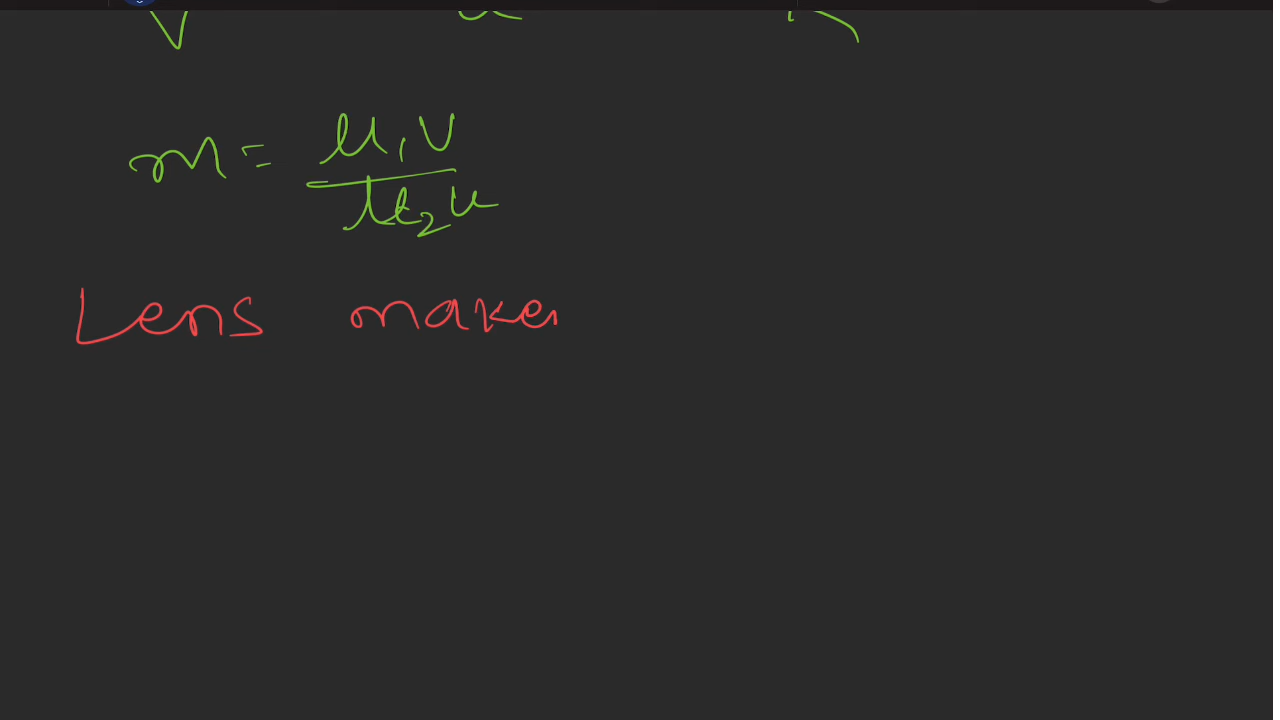 m = μ₁v / μ₂u
Lens maker